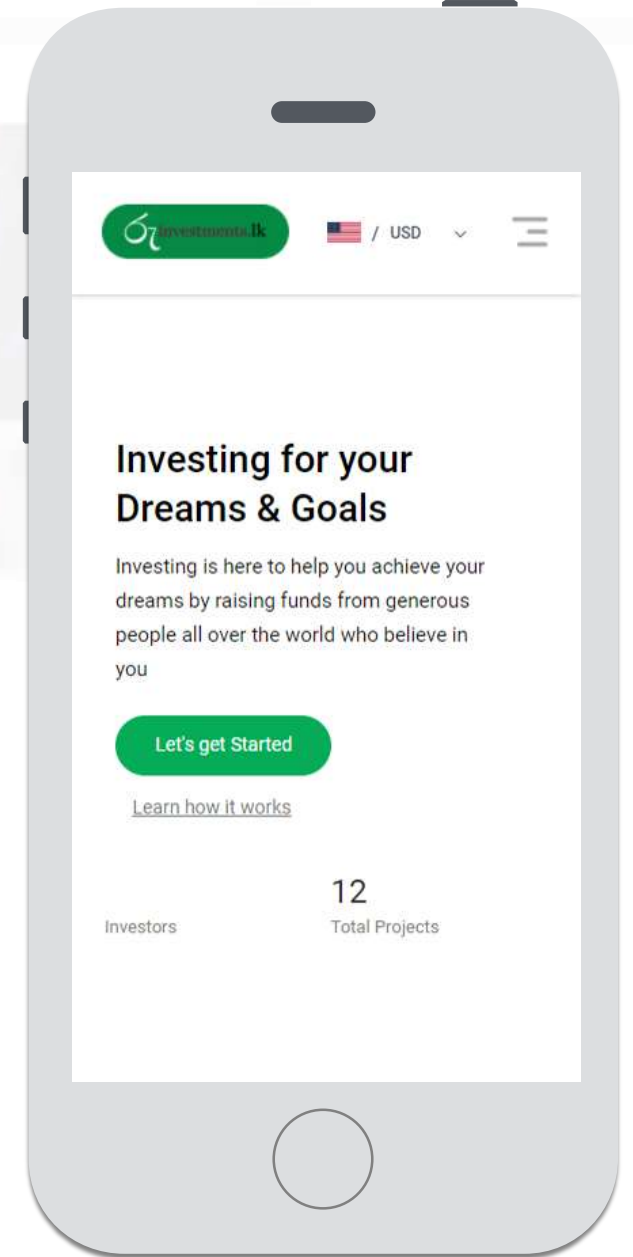 රු investments.lk
/ USD
Investing for your
Dreams & Goals
Investing is here to help you achieve your
dreams by raising funds from generous
people all over the world who believe in
you
Let's get Started
Learn how it works
12
Investors Total Projects